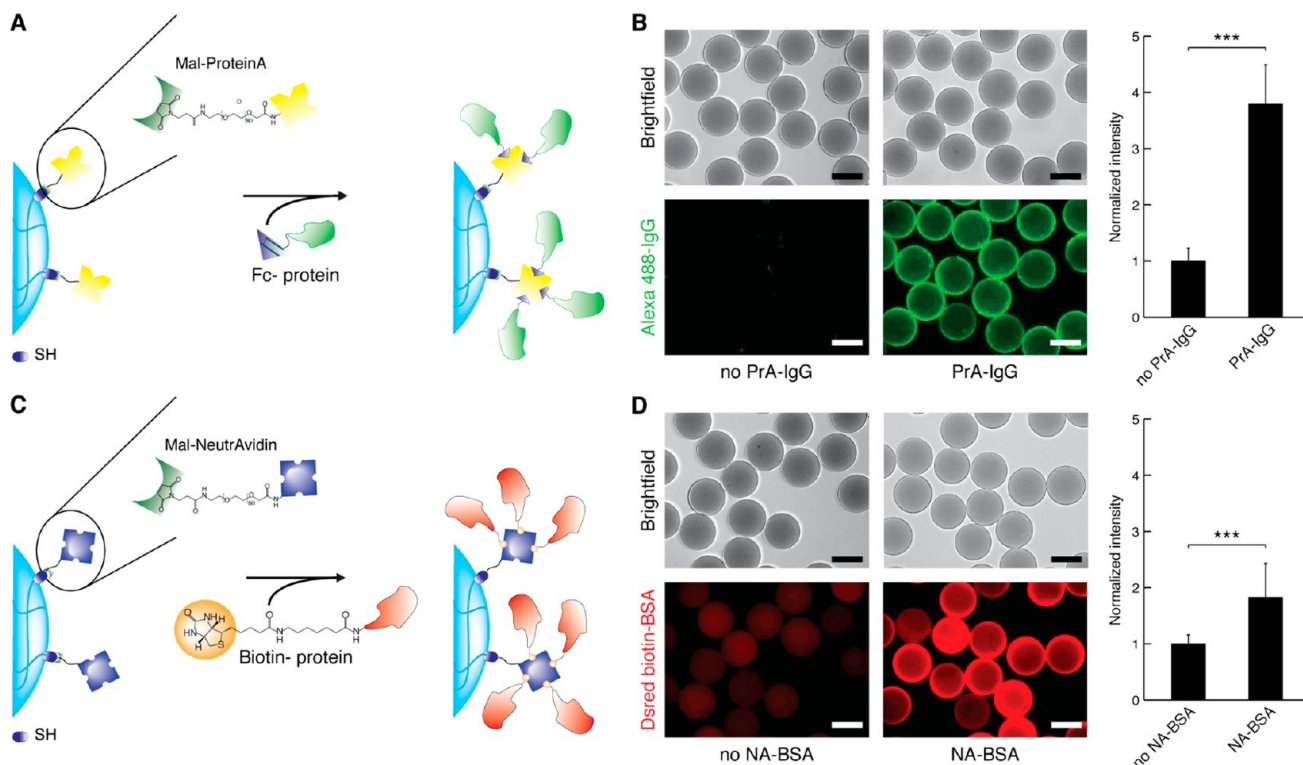 A
Mal-ProteinA
Fc- protein
SH
B
Brightfield
Alexa 488-IgG
no PrA-IgG
PrA-IgG
Normalized intensity
5
4
3
2
1
0
***
no PrA-IgG
PrA-IgG
C
Mal-NeutrAvidin
Biotin- protein
SH
D
Brightfield
Dsred biotin-BSA
no NA-BSA
NA-BSA
Normalized intensity
5
4
3
2
1
0
***
no NA-BSA
NA-BSA